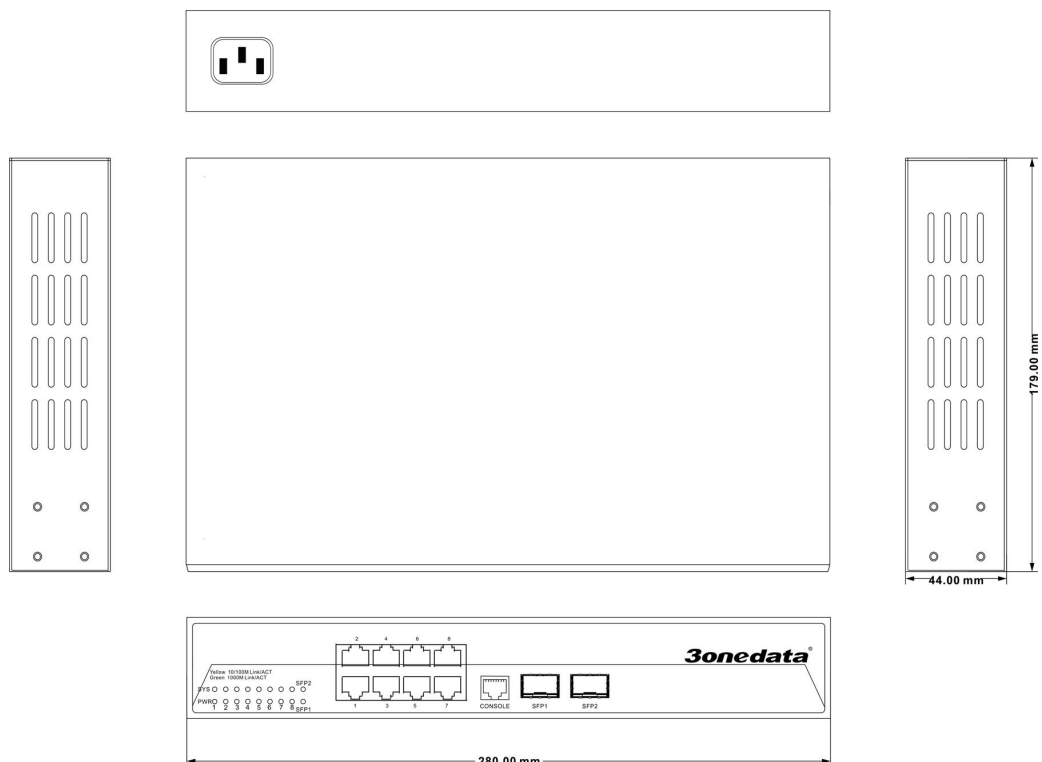 179.00 mm
44.00 mm
2 4 6 8
3onedata®
Yellow 10/100M Link/ACT
Green 1000M Link/ACT
SFP2
SYS
PWR
1 2 3 4 5 6 7 8 SFP1
1 3 5 7
CONSOLE SFP1 SFP2
280.00 mm